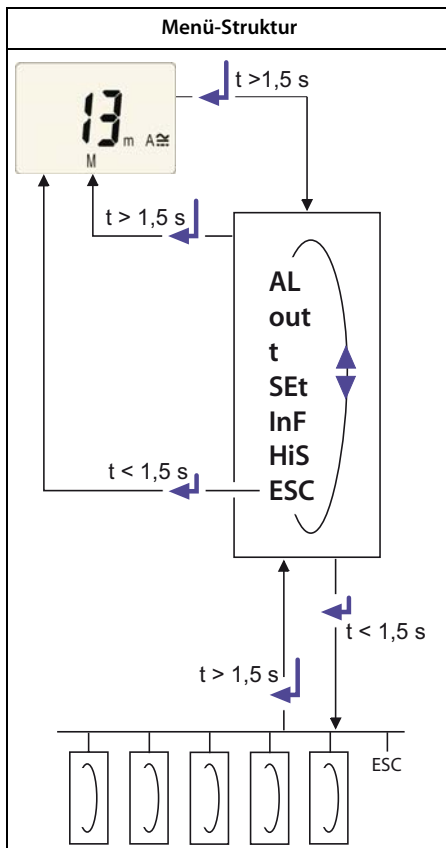 Menü-Struktur
t >1,5 s
13 m A≅
M
t > 1,5 s
AL
out
t
SEt
InF
HiS
t < 1,5 s
ESC
t < 1,5 s
t > 1,5 s
ESC